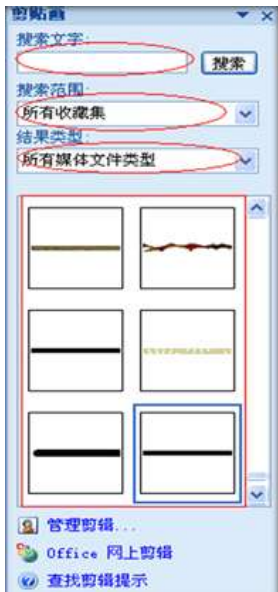 剪贴画
搜索文字:
搜索
搜索范围:
所有收藏集
结果类型:
所有媒体文件类型
管理剪辑...
Office 网上剪辑
查找剪辑提示